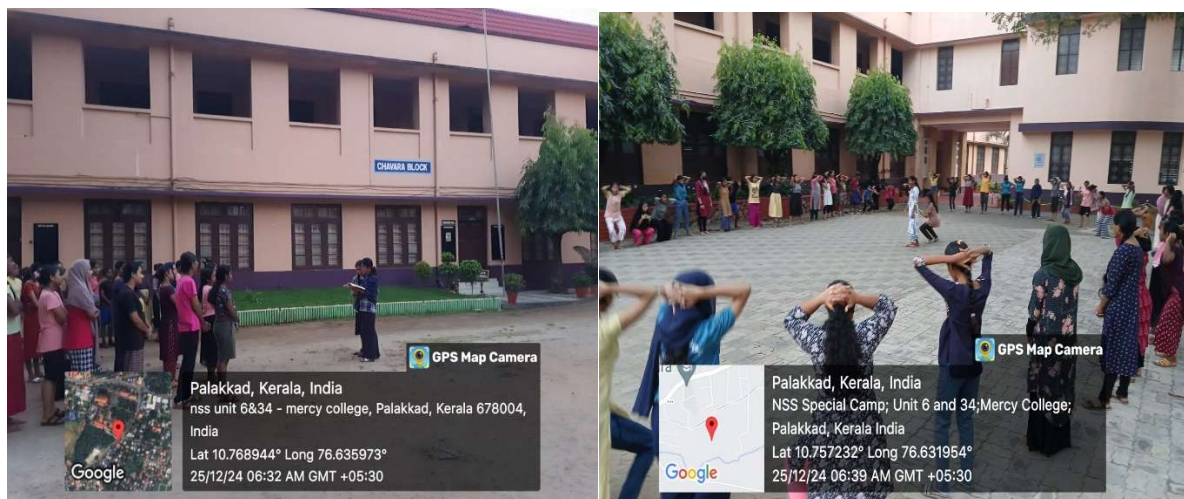 CHAVARA BLOCK
GPS Map Camera
Palakkad, Kerala, India
nss unit 6&34 - mercy college, Palakkad, Kerala 678004,
India
Lat 10.768944° Long 76.635973°
25/12/24 06:32 AM GMT +05:30
Google
GPS Map Camera
Palakkad, Kerala, India
NSS Special Camp; Unit 6 and 34;Mercy College;
Palakkad, Kerala India
Lat 10.757232° Long 76.631954°
25/12/24 06:39 AM GMT +05:30
Google